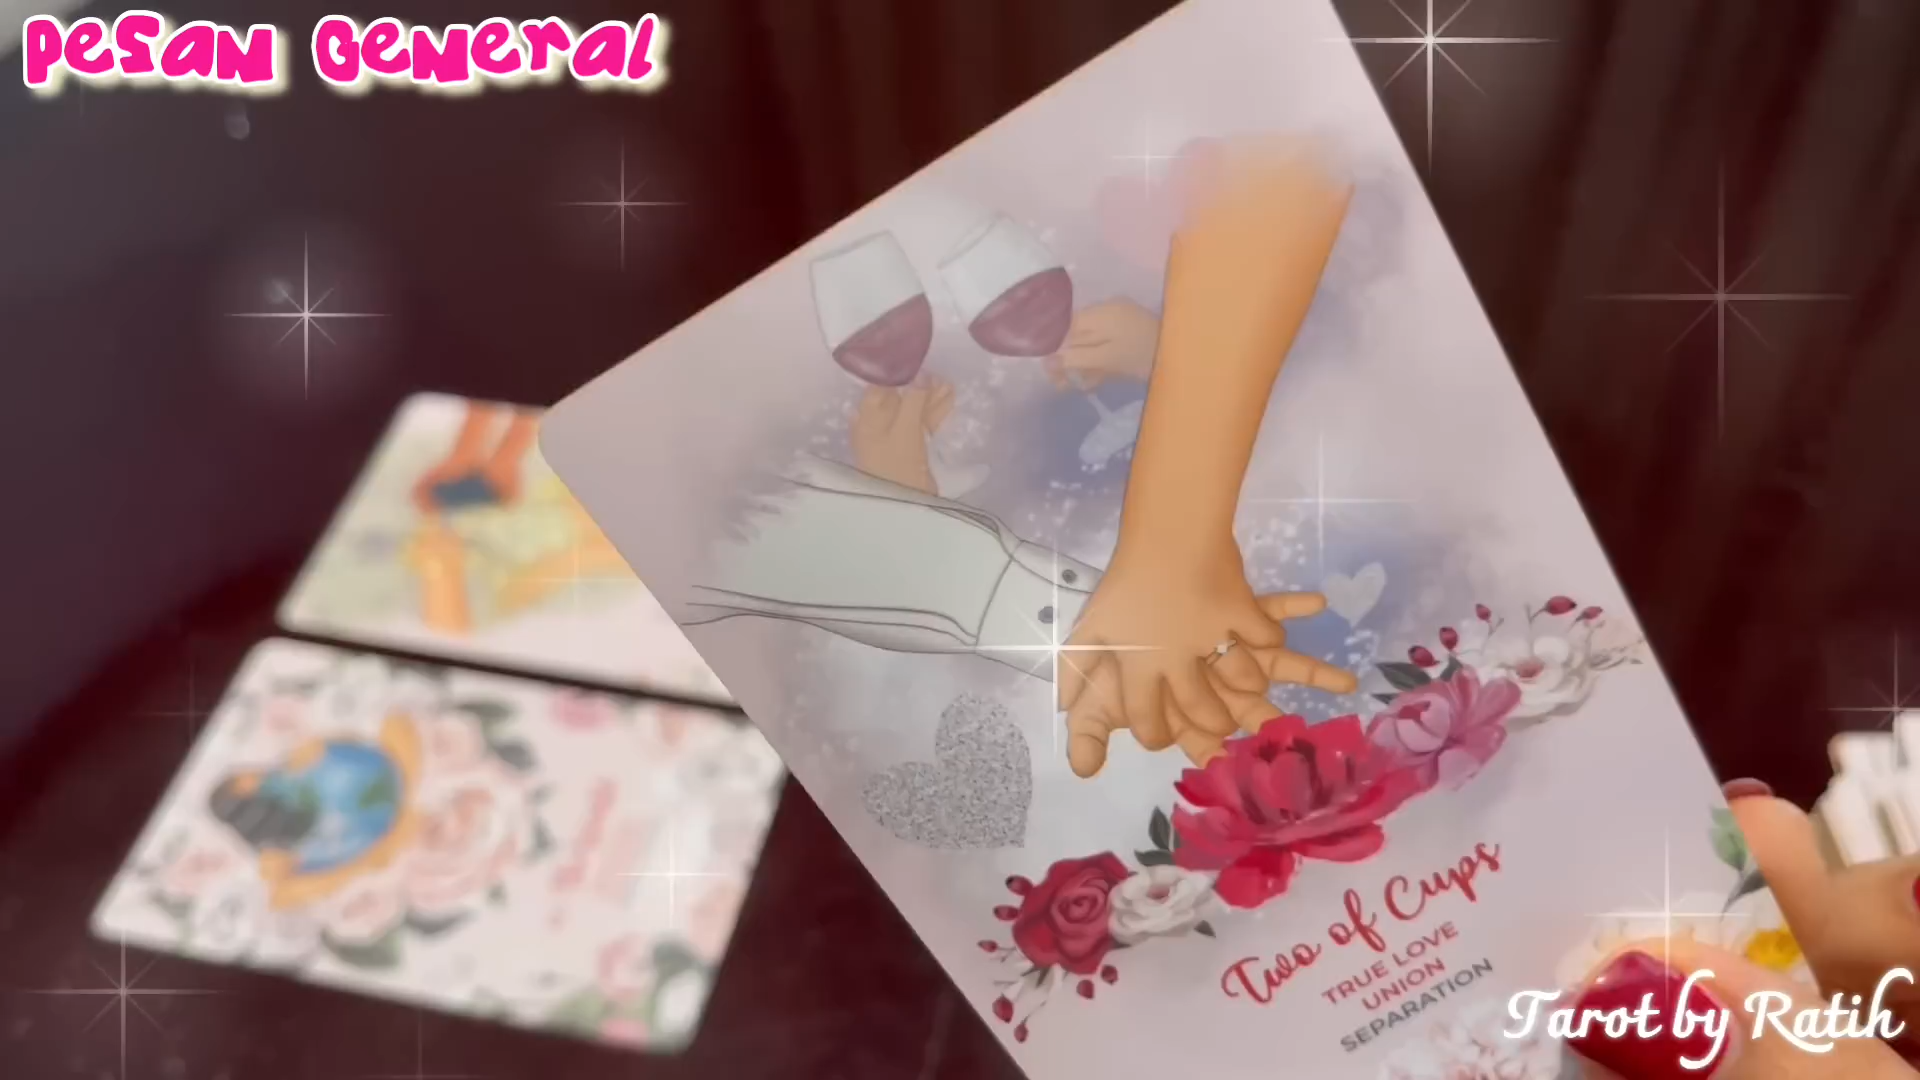 Pesan General
Two of Cups
TRUE LOVE
UNION
SEPARATION
Tarot by Ratih